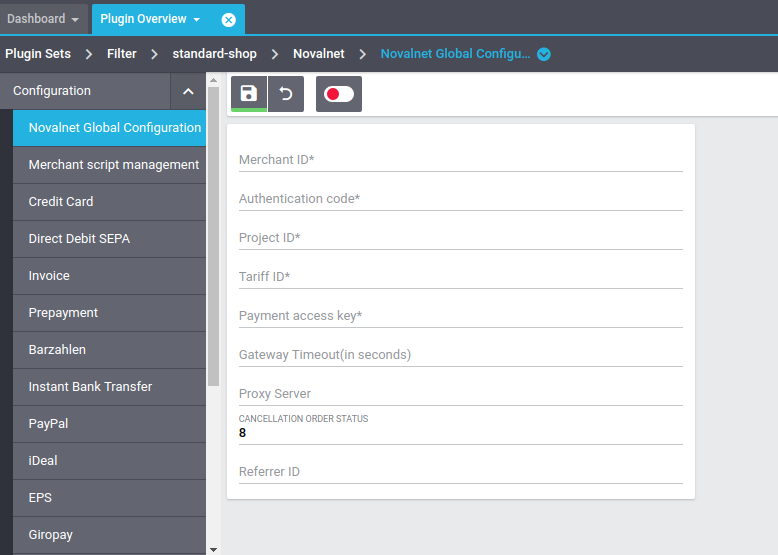 Dashboard
Plugin Overview
Plugin Sets
Filter
standard-shop
Novalnet
Novalnet Global Configu...
Configuration
Novalnet Global Configuration
Merchant script management
Credit Card
Direct Debit SEPA
Invoice
Prepayment
Barzahlen
Instant Bank Transfer
PayPal
iDeal
EPS
Giropay
Merchant ID*
Authentication code*
Project ID*
Tariff ID*
Payment access key*
Gateway Timeout(in seconds)
Proxy Server
CANCELLATION ORDER STATUS
8
Referrer ID